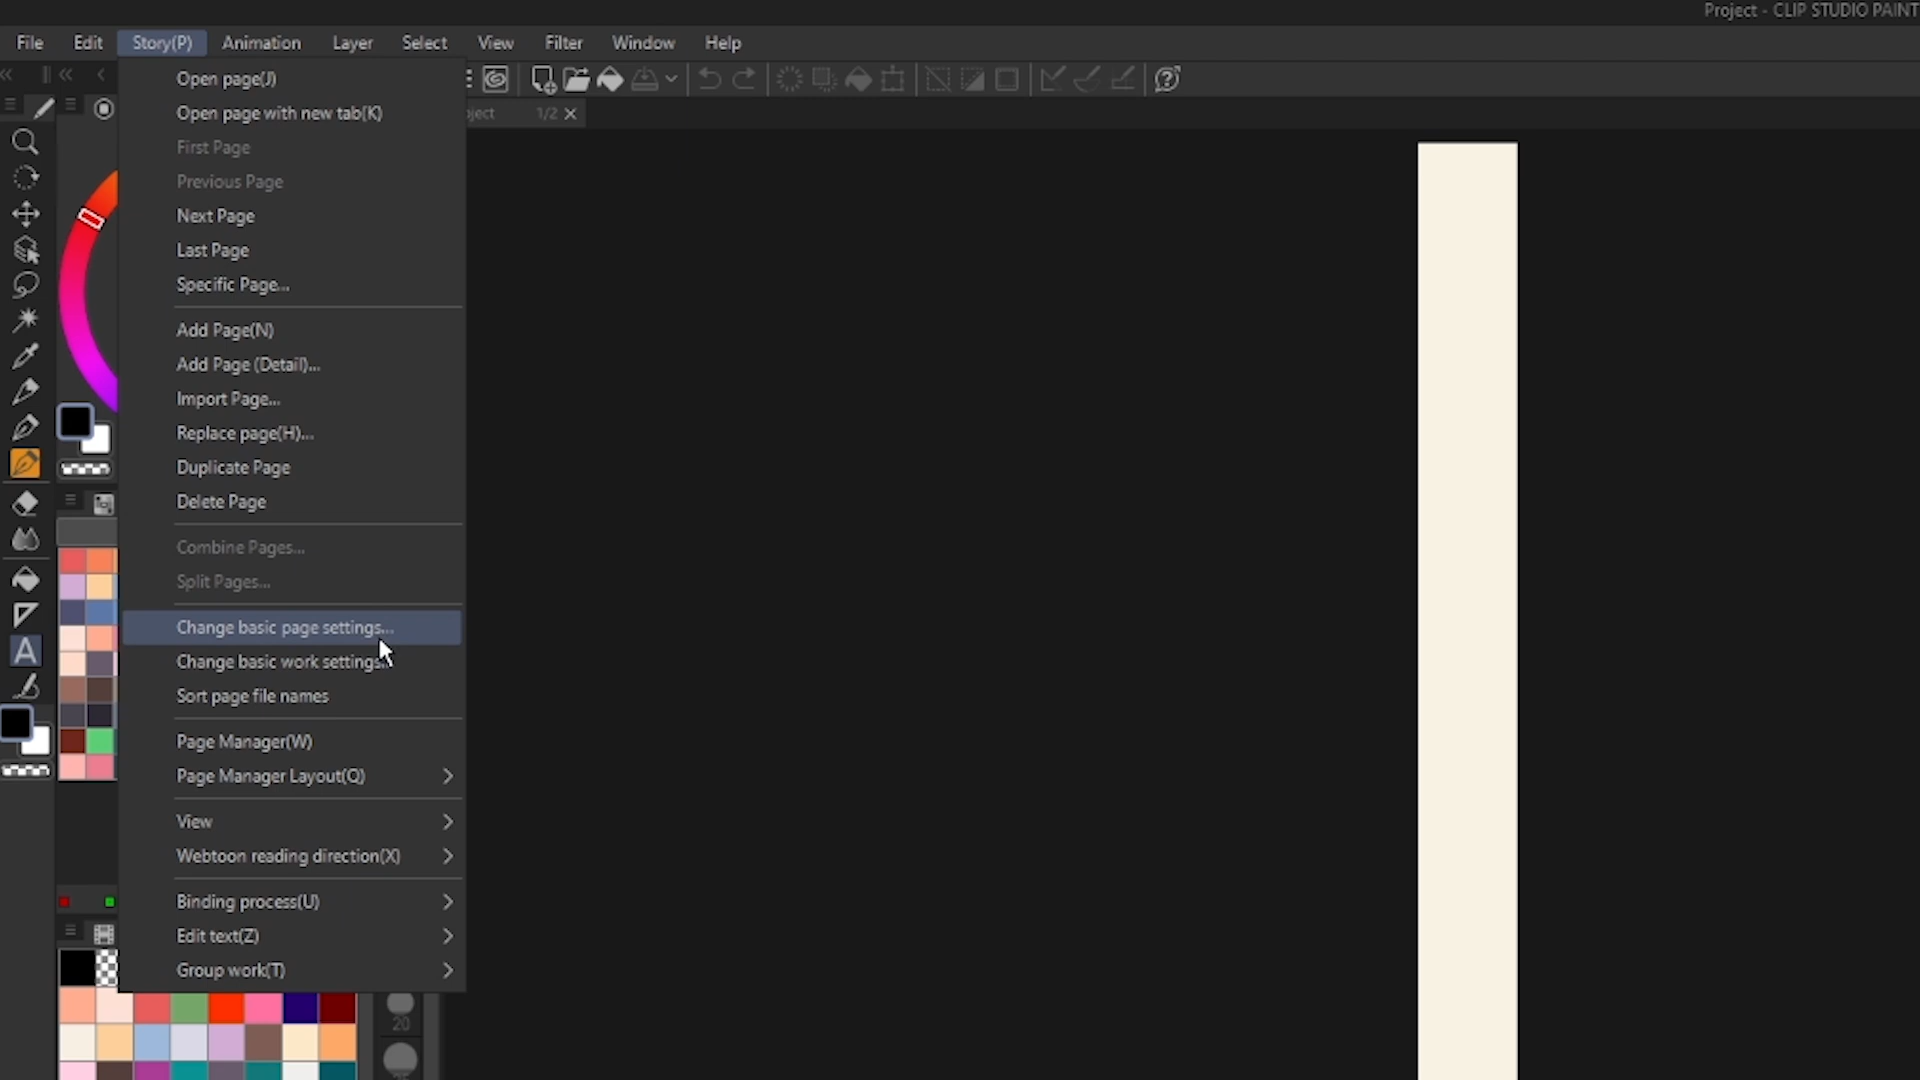 Project - CLIP STUDIO PAINT
File Edit Story(P) Animation Layer Select View Filter Window Help
Open page(J)
Open page with new tab(K)
1/2
First Page
Previous Page
Next Page
Last Page
Specific Page...
Add Page(N)
Add Page (Detail)...
Import Page...
Replace page(H)...
Duplicate Page
Delete Page
Combine Pages...
Split Pages...
Change basic page settings...
Change basic work settings...
Sort page file names
Page Manager(W)
Page Manager Layout(Q)
View
Webtoon reading direction(X)
Binding process(U)
Edit text(Z)
Group work(T)
20